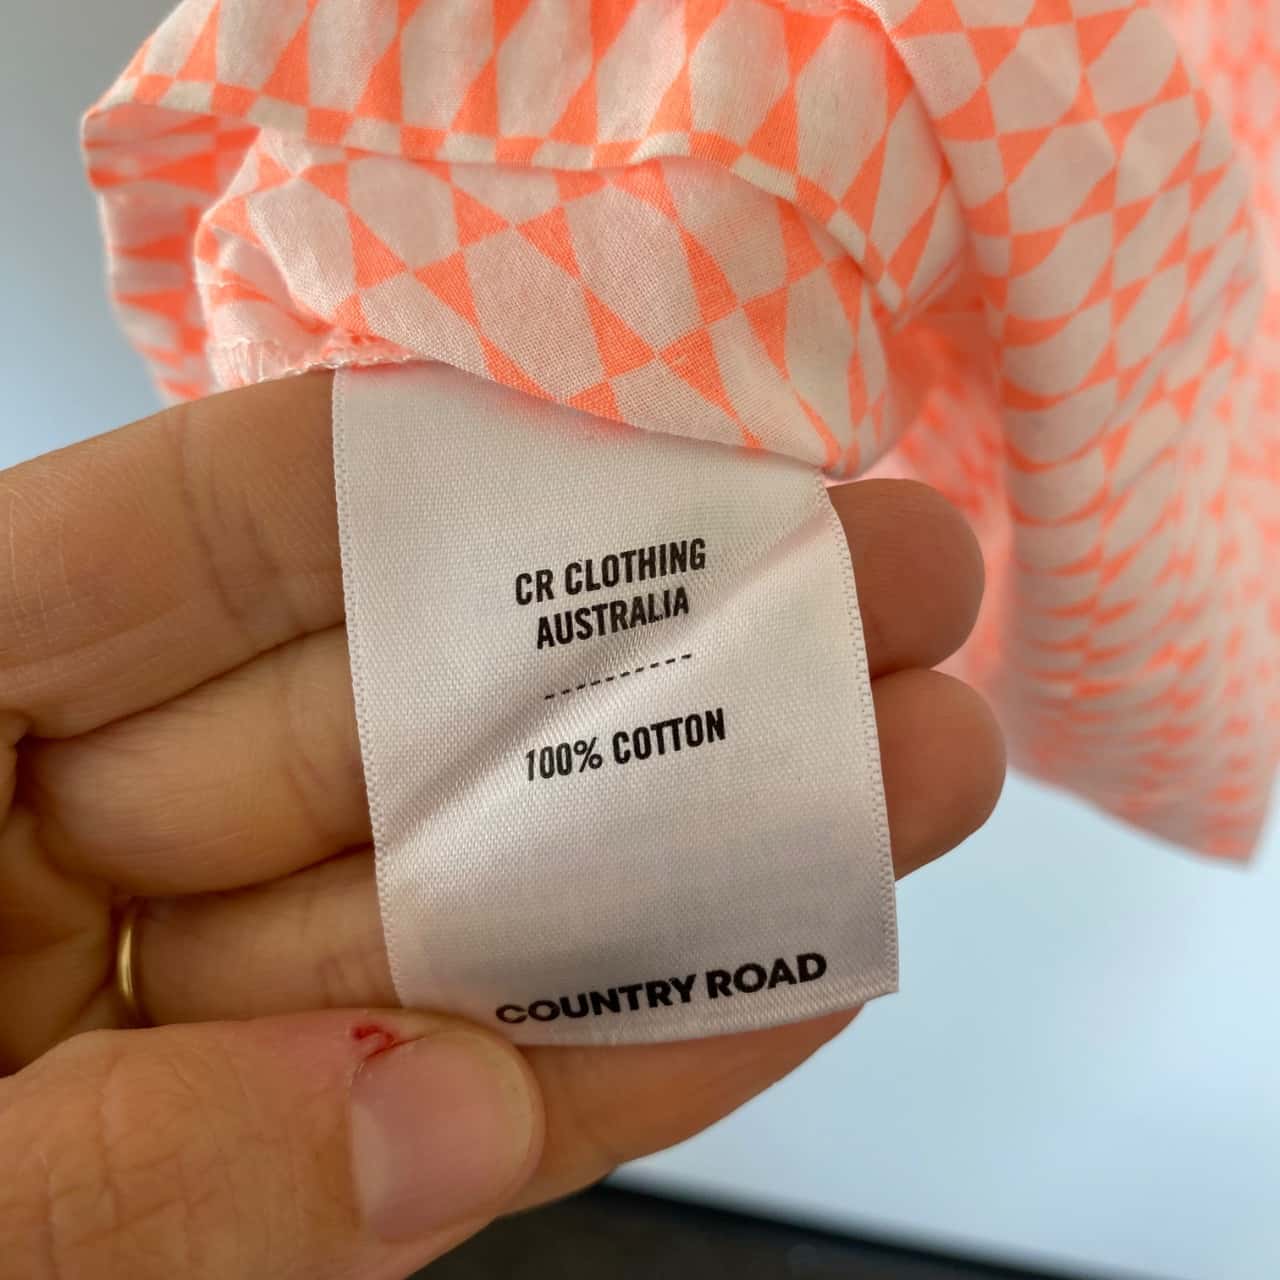 CR CLOTHING
AUSTRALIA
----------
100% COTTON
COUNTRY ROAD